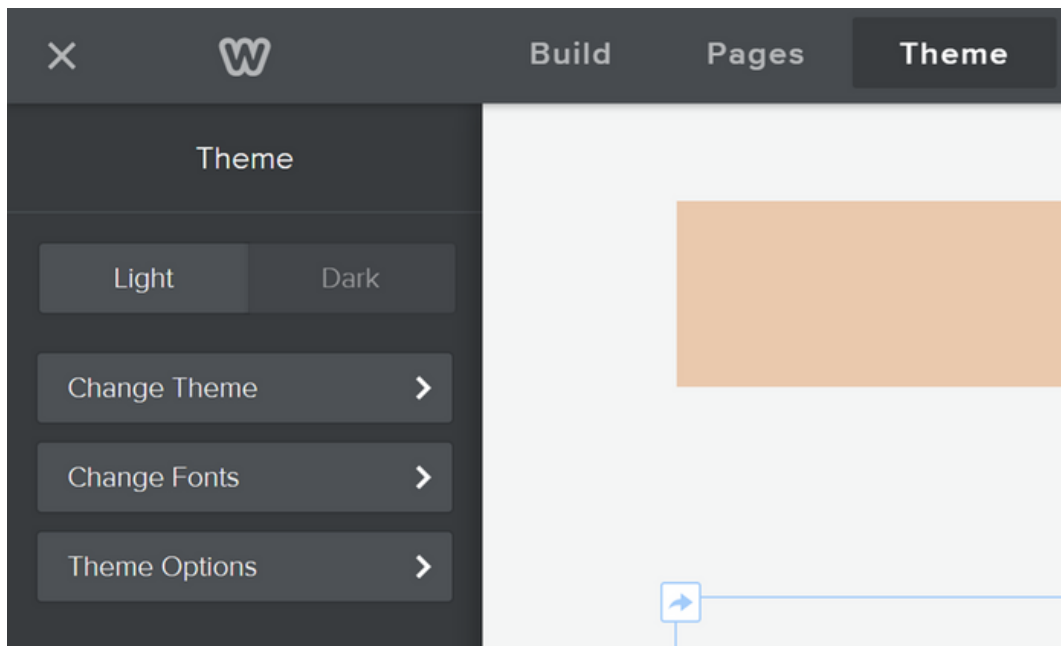 Build Pages Theme
Theme
Light Dark
Change Theme
Change Fonts
Theme Options